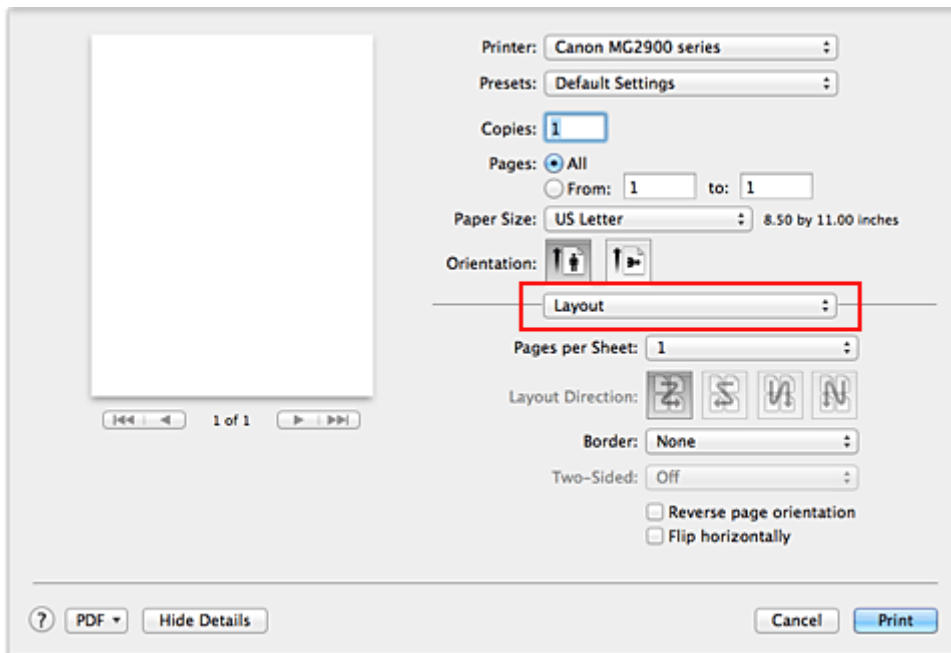 Printer: Canon MG2900 series
Presets: Default Settings
Copies: 1
Pages: All
From: 1 to: 1
Paper Size: US Letter 8.50 by 11.00 inches
Orientation:
Layout
Pages per Sheet: 1
Layout Direction:
1 of 1
Border: None
Two-Sided: Off
Reverse page orientation
Flip horizontally
? PDF Hide Details Cancel Print